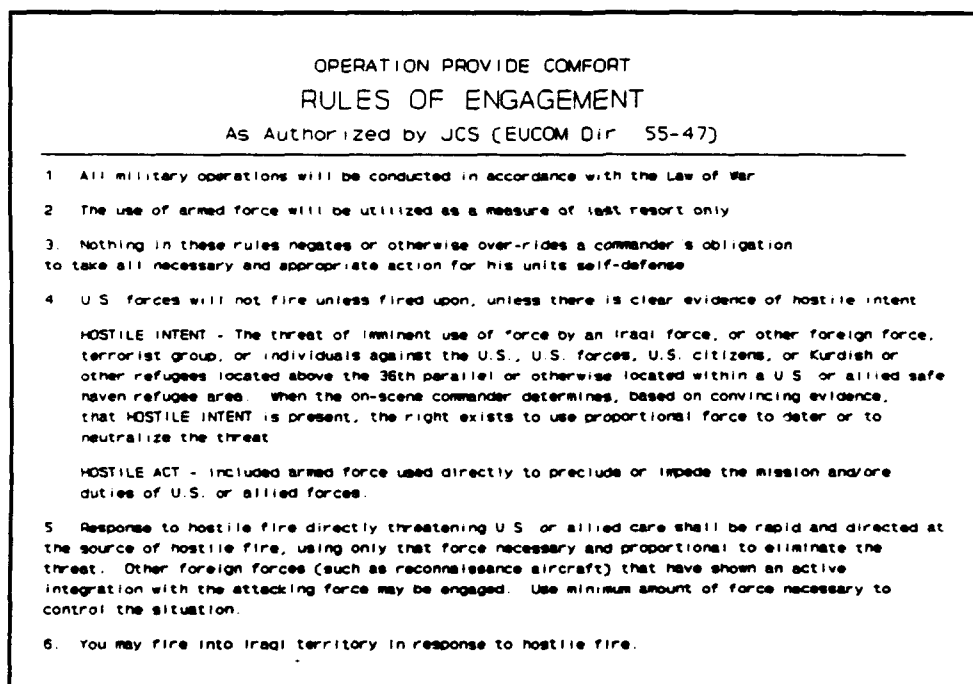 OPERATION PROVIDE COMFORT
RULES OF ENGAGEMENT
As Authorized by JCS (EUCOM Dir 55-47)
1 All military operations will be conducted in accordance with the Law of War
2 The use of armed force will be utilized as a measure of last resort only
3. Nothing in these rules negates or otherwise over-rides a commander s obligation
to take all necessary and appropriate action for his units self-defense
4 U S forces will not fire unless fired upon, unless there is clear evidence of hostile intent
HOSTILE INTENT - The threat of imminent use of force by an Iraqi force, or other foreign force,
terrorist group, or individuals against the U.S., U.S. forces, U.S. citizens, or Kurdish or
other refugees located above the 36th parallel or otherwise located within a U S or allied safe
haven refugee area. When the on-scene commander determines, based on convincing evidence,
that HOSTILE INTENT is present, the right exists to use proportional force to deter or to
neutralize the threat
HOSTILE ACT - Included armed force used directly to preclude or impede the mission and/ore
duties of U.S. or allied forces.
5 Response to hostile fire directly threatening U S or allied care shall be rapid and directed at
the source of hostile fire, using only that force necessary and proportional to eliminate the
threat. Other foreign forces (such as reconnaissance aircraft) that have shown an active
integration with the attacking force may be engaged. Use minimum amount of force necessary to
control the situation.
6. You may fire into Iraqi territory in response to hostile fire.